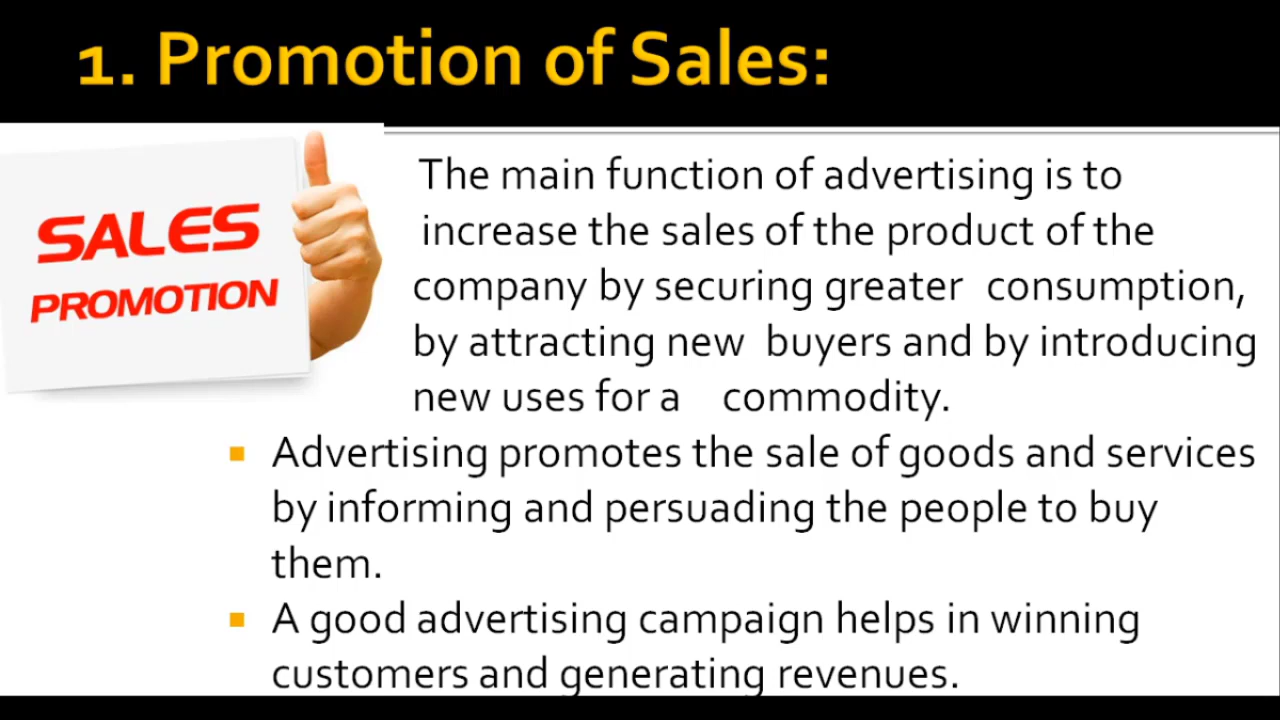 1. Promotion of Sales:
SALES
PROMOTION
The main function of advertising is to
increase the sales of the product of the
company by securing greater consumption,
by attracting new buyers and by introducing
new uses for a commodity.
Advertising promotes the sale of goods and services
by informing and persuading the people to buy
them.
A good advertising campaign helps in winning
customers and generating revenues.